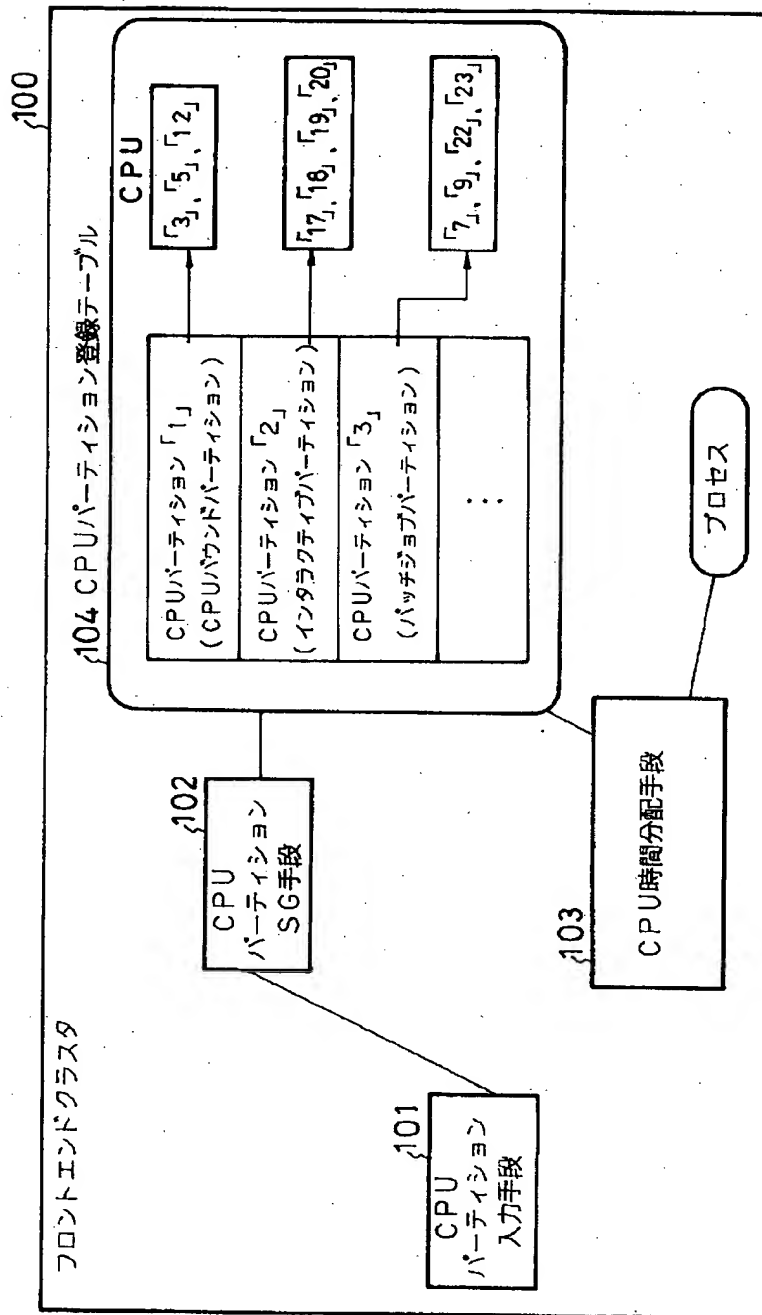 100
フロントエンドクラスタ
104 CPUパーティション登録テーブル
CPU
CPUパーティション「1」
(CPUバウンドパーティション)
「3」、「5」、「12」
CPUパーティション「2」
(インタラクティブパーティション)
「17」、「18」、「19」、「20」
CPUパーティション「3」
(バッチジョブパーティション)
「7」、「9」、「22」、「23」
⋮
102
CPU
パーティション
SG手段
101
CPU
パーティション
入力手段
103
CPU時間分配手段
プロセス